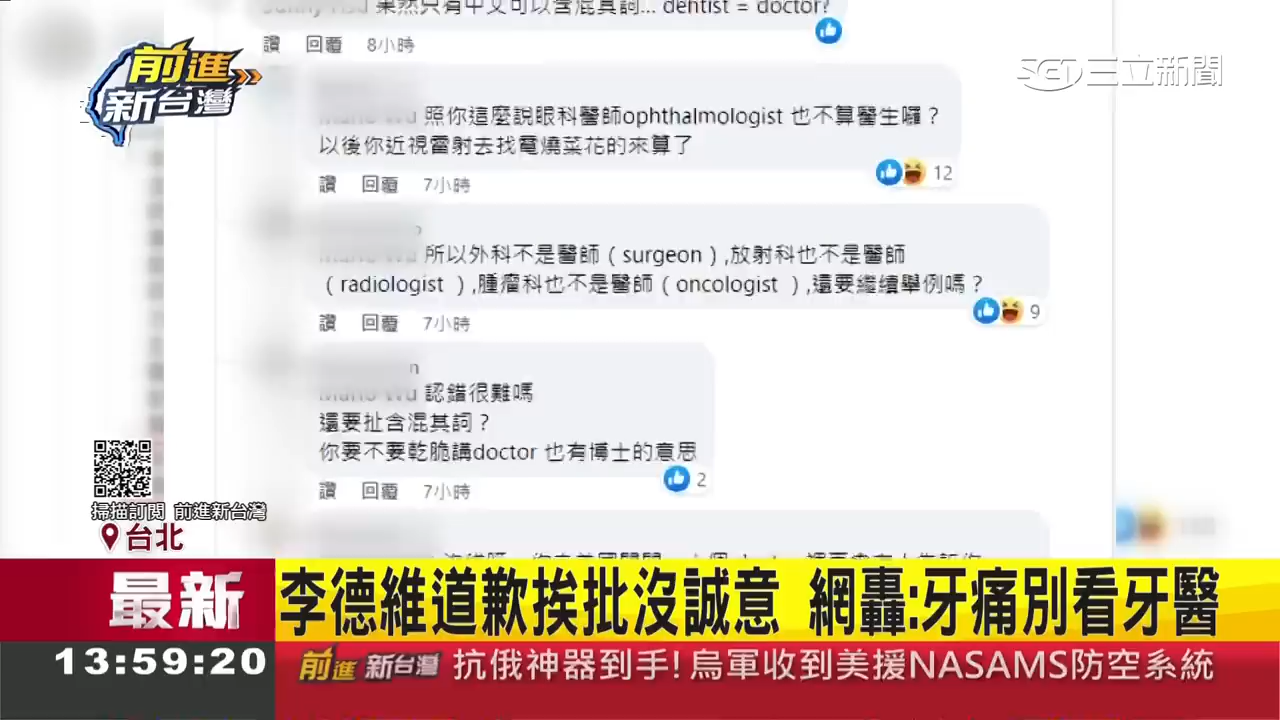 果然只有中文可以含混其詞... dentist = doctor?
讚 回覆 8小時
前進
新台灣
SET三立新聞
照你這麼說眼科醫師ophthalmologist 也不算醫生囉？
以後你近視雷射去找電燒菜花的來算了
12
讚 回覆 7小時
所以外科不是醫師（surgeon）,放射科也不是醫師
（radiologist ）,腫瘤科也不是醫師（oncologist ）,還要繼續舉例嗎？
9
讚 回覆 7小時
Mario Wu 認錯很難嗎
還要扯含混其詞？
你要不要乾脆講doctor 也有博士的意思
2
讚 回覆 7小時
掃描訂閱 前進新台灣
台北
最新
李德維道歉挨批沒誠意 網轟:牙痛別看牙醫
13:59:20
前進新台灣 抗俄神器到手!烏軍收到美援NASAMS防空系統